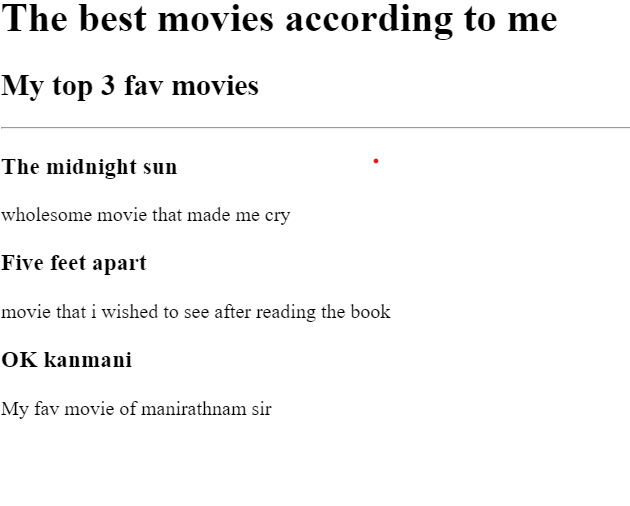 The best movies according to me
My top 3 fav movies
The midnight sun
wholesome movie that made me cry
Five feet apart
movie that i wished to see after reading the book
OK kanmani
My fav movie of manirathnam sir